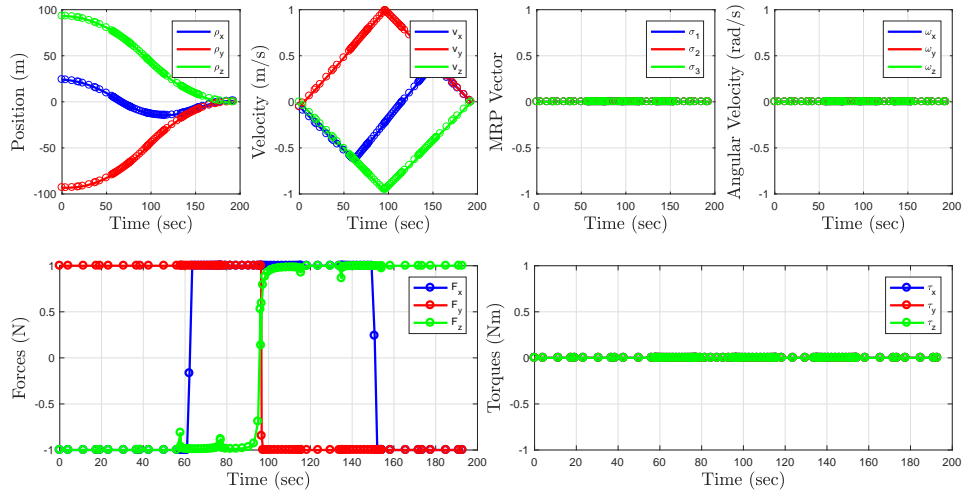 Position (m)
100
50
0
-50
-100
0 50 100 150 200
Time (sec)
ρx
ρy
ρz
Velocity (m/s)
1
0.5
0
-0.5
-1
0 50 100 150 200
Time (sec)
vx
vy
vz
MRP Vector
1
0.5
0
-0.5
-1
0 50 100 150 200
Time (sec)
σ1
σ2
σ3
Angular Velocity (rad/s)
1
0.5
0
-0.5
-1
0 50 100 150 200
Time (sec)
ωx
ωy
ωz
Forces (N)
1
0.5
0
-0.5
-1
0 20 40 60 80 100 120 140 160 180 200
Time (sec)
Fx
Fy
Fz
Torques (Nm)
1
0.5
0
-0.5
-1
0 20 40 60 80 100 120 140 160 180 200
Time (sec)
τx
τy
τz